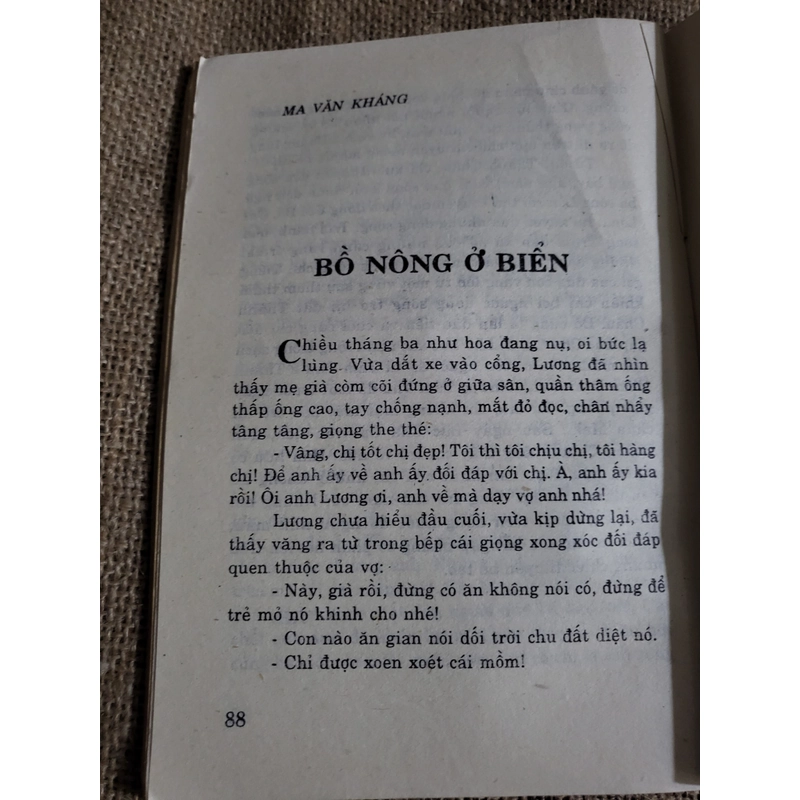 MA VĂN KHÁNG
BỒ NÔNG Ở BIỂN
Chiều tháng ba như hoa đang nụ, oi bức lạ
lùng. Vừa dắt xe vào cổng, Lương đã nhìn
thấy mẹ già còm cõi đứng ở giữa sân, quần thâm ống
thấp ống cao, tay chống nạnh, mắt đỏ đọc, chân nhảy
tâng tâng, giọng the thé:
- Vâng, chị tốt chị đẹp! Tôi thì tôi chịu chị, tôi hàng
chị! Để anh ấy về anh ấy đối đáp với chị. À, anh ấy kia
rồi! Ôi anh Lương ơi, anh về mà dạy vợ anh nhá!
Lương chưa hiểu đầu cuối, vừa kịp dừng lại, đã
thấy văng ra từ trong bếp cái giọng xong xóc đối đáp
quen thuộc của vợ:
- Này, già rồi, đừng có ăn không nói có, đừng để
trẻ mỏ nó khinh cho nhé!
- Con nào ăn gian nói dối trời chu đất diệt nó.
- Chỉ được xoen xoét cái mồm!
88